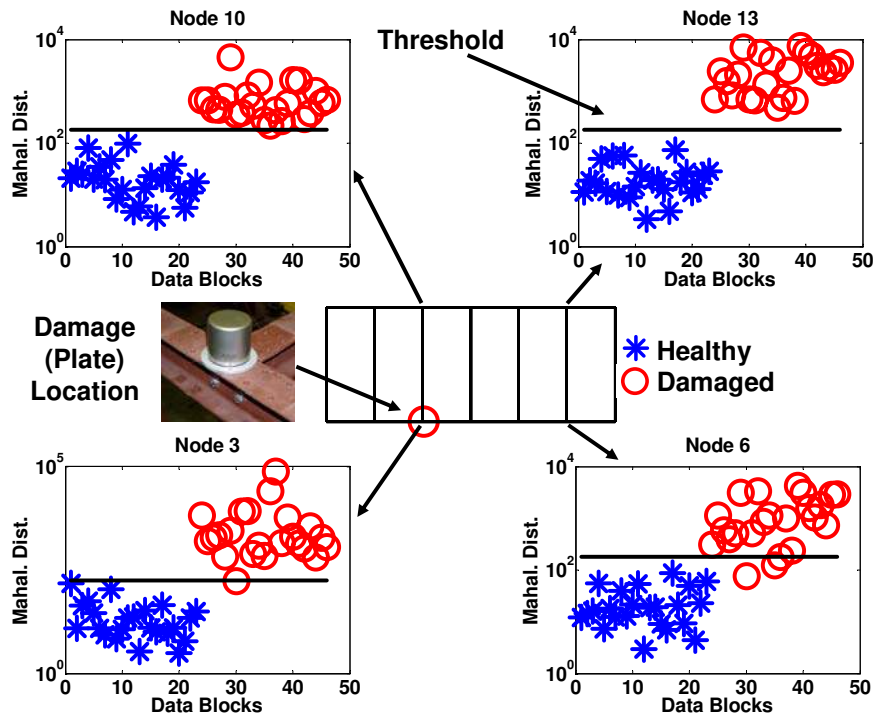 Node 10
Mahal. Dist.
10^4
10^2
10^0
0 10 20 30 40 50
Data Blocks
Threshold
Node 13
Mahal. Dist.
10^4
10^2
10^0
0 10 20 30 40 50
Data Blocks
Damage
(Plate)
Location
Healthy
Damaged
Node 3
Mahal. Dist.
10^5
10^0
0 10 20 30 40 50
Data Blocks
Node 6
Mahal. Dist.
10^4
10^2
10^0
0 10 20 30 40 50
Data Blocks